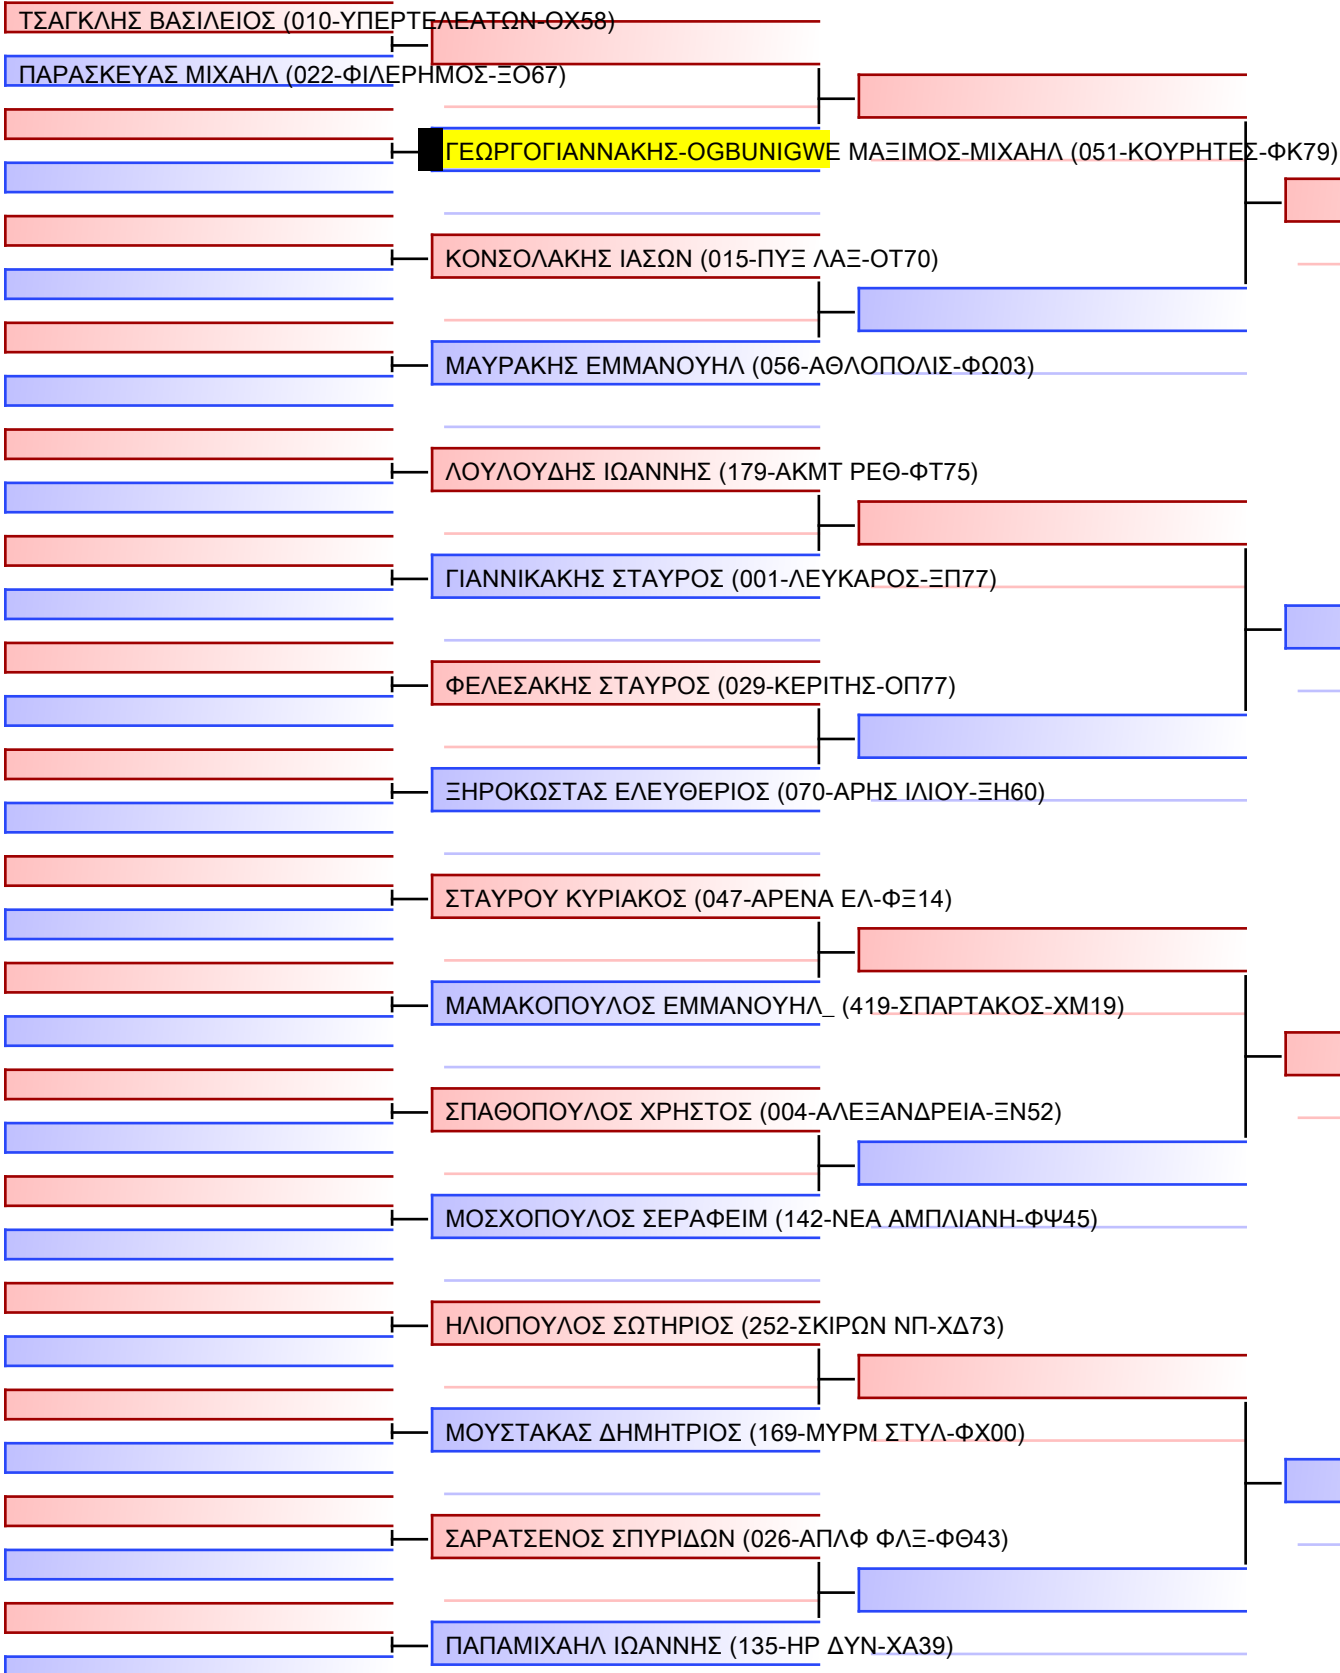 ΤΣΑΓΚΛΗΣ ΒΑΣΙΛΕΙΟΣ (010-ΥΠΕΡΤΕΛΕΑΤΩΝ-ΟΧ58)
ΠΑΡΑΣΚΕΥΑΣ ΜΙΧΑΗΛ (022-ΦΙΛΕΡΗΜΟΣ-ΞΟ67)
ΓΕΩΡΓΟΓΙΑΝΝΑΚΗΣ-OGBUNIGWE ΜΑΞΙΜΟΣ-ΜΙΧΑΗΛ (051-ΚΟΥΡΗΤΕΣ-ΦΚ79)
ΚΟΝΣΟΛΑΚΗΣ ΙΑΣΩΝ (015-ΠΥΞ ΛΑΞ-ΟΤ70)
ΜΑΥΡΑΚΗΣ ΕΜΜΑΝΟΥΗΛ (056-ΑΘΛΟΠΟΛΙΣ-ΦΩ03)
ΛΟΥΛΟΥΔΗΣ ΙΩΑΝΝΗΣ (179-ΑΚΜΤ ΡΕΘ-ΦΤ75)
ΓΙΑΝΝΙΚΑΚΗΣ ΣΤΑΥΡΟΣ (001-ΛΕΥΚΑΡΟΣ-ΞΠ77)
ΦΕΛΕΣΑΚΗΣ ΣΤΑΥΡΟΣ (029-ΚΕΡΙΤΗΣ-ΟΠ77)
ΞΗΡΟΚΩΣΤΑΣ ΕΛΕΥΘΕΡΙΟΣ (070-ΑΡΗΣ ΙΛΙΟΥ-ΞΗ60)
ΣΤΑΥΡΟΥ ΚΥΡΙΑΚΟΣ (047-ΑΡΕΝΑ ΕΛ-ΦΞ14)
ΜΑΜΑΚΟΠΟΥΛΟΣ ΕΜΜΑΝΟΥΗΛ_ (419-ΣΠΑΡΤΑΚΟΣ-ΧΜ19)
ΣΠΑΘΟΠΟΥΛΟΣ ΧΡΗΣΤΟΣ (004-ΑΛΕΞΑΝΔΡΕΙΑ-ΞΝ52)
ΜΟΣΧΟΠΟΥΛΟΣ ΣΕΡΑΦΕΙΜ (142-ΝΕΑ ΑΜΠΛΙΑΝΗ-ΦΨ45)
ΗΛΙΟΠΟΥΛΟΣ ΣΩΤΗΡΙΟΣ (252-ΣΚΙΡΩΝ ΝΠ-ΧΔ73)
ΜΟΥΣΤΑΚΑΣ ΔΗΜΗΤΡΙΟΣ (169-ΜΥΡΜ ΣΤΥΛ-ΦΧ00)
ΣΑΡΑΤΣΕΝΟΣ ΣΠΥΡΙΔΩΝ (026-ΑΠΛΦ ΦΛΞ-ΦΘ43)
ΠΑΠΑΜΙΧΑΗΛ ΙΩΑΝΝΗΣ (135-ΗΡ ΔΥΝ-ΧΑ39)